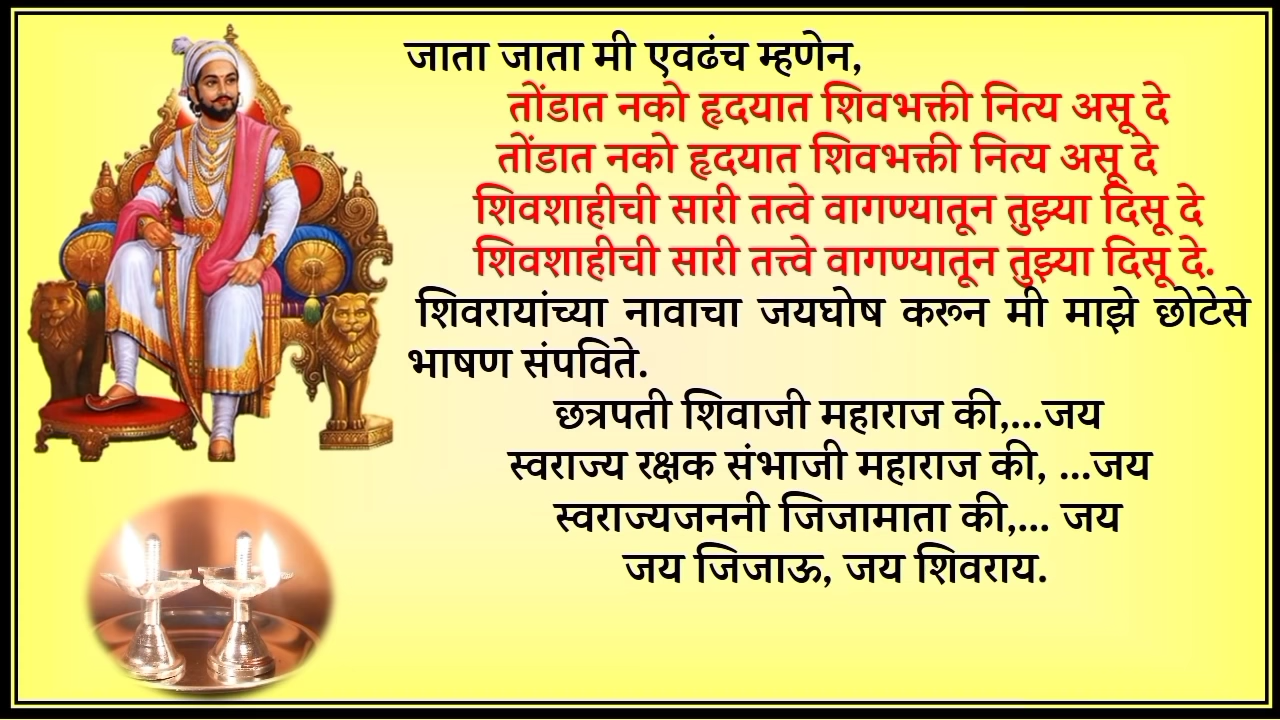 जाता जाता मी एवढंच म्हणेन,
तोंडात नको हृदयात शिवभक्ती नित्य असू दे
तोंडात नको हृदयात शिवभक्ती नित्य असू दे
शिवशाहीची सारी तत्वे वागण्यातून तुझ्या दिसू दे
शिवशाहीची सारी तत्त्वे वागण्यातून तुझ्या दिसू दे.
शिवरायांच्या नावाचा जयघोष करून मी माझे छोटेसे
भाषण संपविते.
छत्रपती शिवाजी महाराज की,...जय
स्वराज्य रक्षक संभाजी महाराज की, ...जय
स्वराज्यजननी जिजामाता की,... जय
जय जिजाऊ, जय शिवराय.